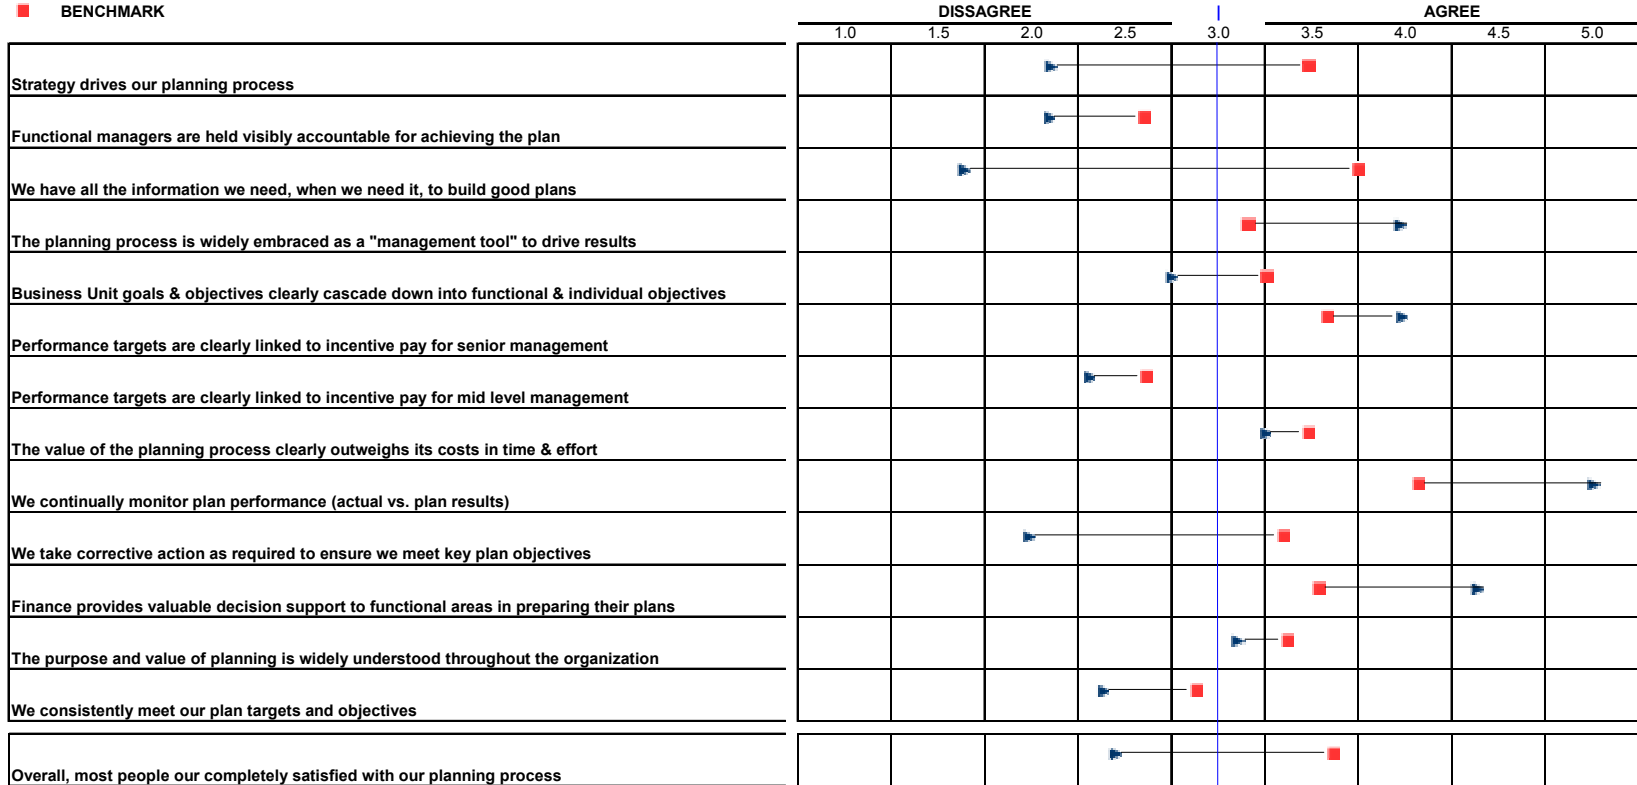 BENCHMARK
DISSAGREE
AGREE
1.0 1.5 2.0 2.5 3.0 3.5 4.0 4.5 5.0
Strategy drives our planning process
Functional managers are held visibly accountable for achieving the plan
We have all the information we need, when we need it, to build good plans
The planning process is widely embraced as a "management tool" to drive results
Business Unit goals & objectives clearly cascade down into functional & individual objectives
Performance targets are clearly linked to incentive pay for senior management
Performance targets are clearly linked to incentive pay for mid level management
The value of the planning process clearly outweighs its costs in time & effort
We continually monitor plan performance (actual vs. plan results)
We take corrective action as required to ensure we meet key plan objectives
Finance provides valuable decision support to functional areas in preparing their plans
The purpose and value of planning is widely understood throughout the organization
We consistently meet our plan targets and objectives
Overall, most people our completely satisfied with our planning process